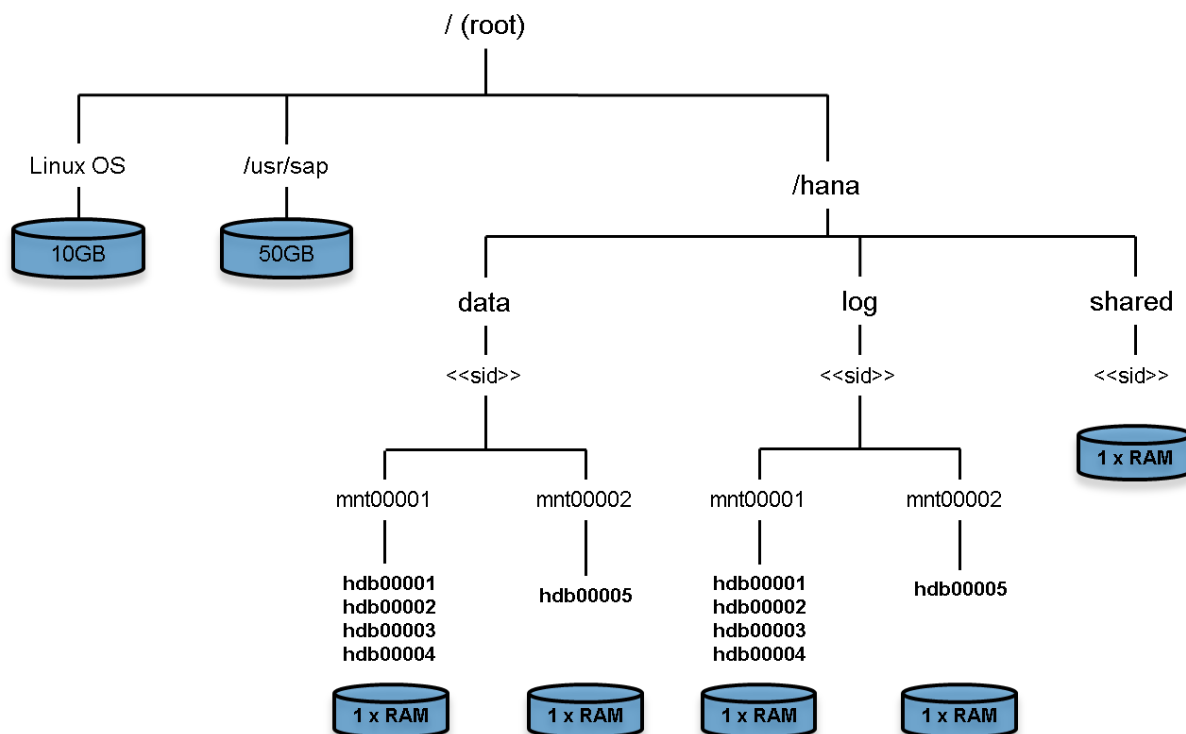 / (root)
Linux OS
/usr/sap
/hana
10GB
50GB
data
log
shared
<<sid>>
<<sid>>
<<sid>>
1 x RAM
mnt00001
mnt00002
mnt00001
mnt00002
hdb00001
hdb00002
hdb00003
hdb00004
hdb00005
hdb00001
hdb00002
hdb00003
hdb00004
hdb00005
1 x RAM
1 x RAM
1 x RAM
1 x RAM